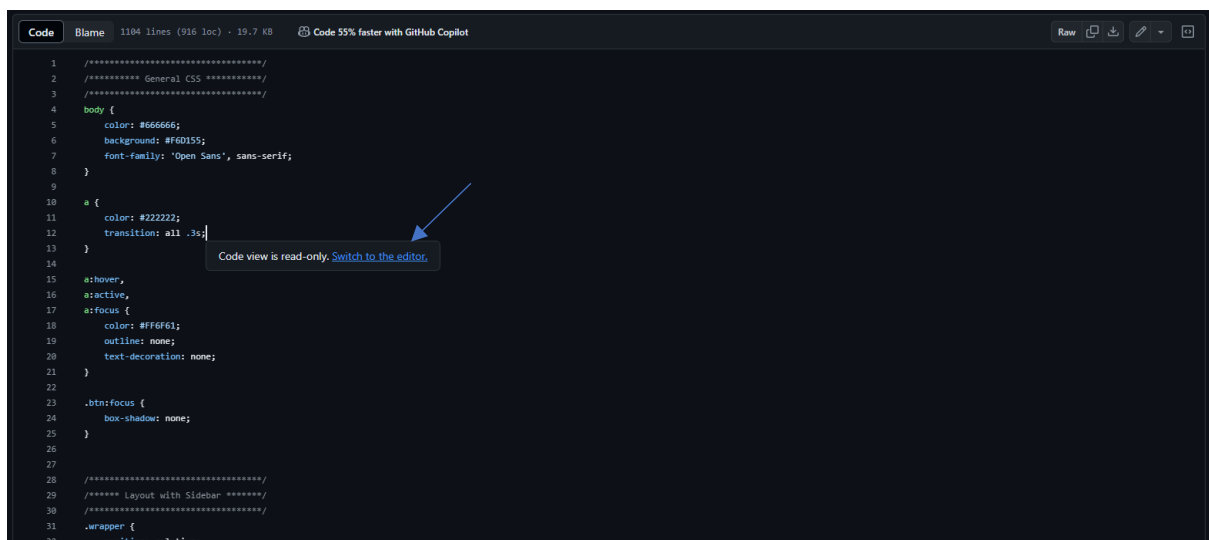 Code Blame 1104 lines (916 loc) · 19.7 KB Code 55% faster with GitHub Copilot Raw
1 /**********************************/
2 /********** General CSS ***********/
3 /**********************************/
4 body {
5 color: #666666;
6 background: #F6D155;
7 font-family: 'Open Sans', sans-serif;
8 }
9
10 a {
11 color: #222222;
12 transition: all .3s;
13 }
Code view is read-only. Switch to the editor.
14
15 a:hover,
16 a:active,
17 a:focus {
18 color: #FF6F61;
19 outline: none;
20 text-decoration: none;
21 }
22
23 .btn:focus {
24 box-shadow: none;
25 }
26
27
28 /**********************************/
29 /****** Layout with Sidebar *******/
30 /**********************************/
31 .wrapper {